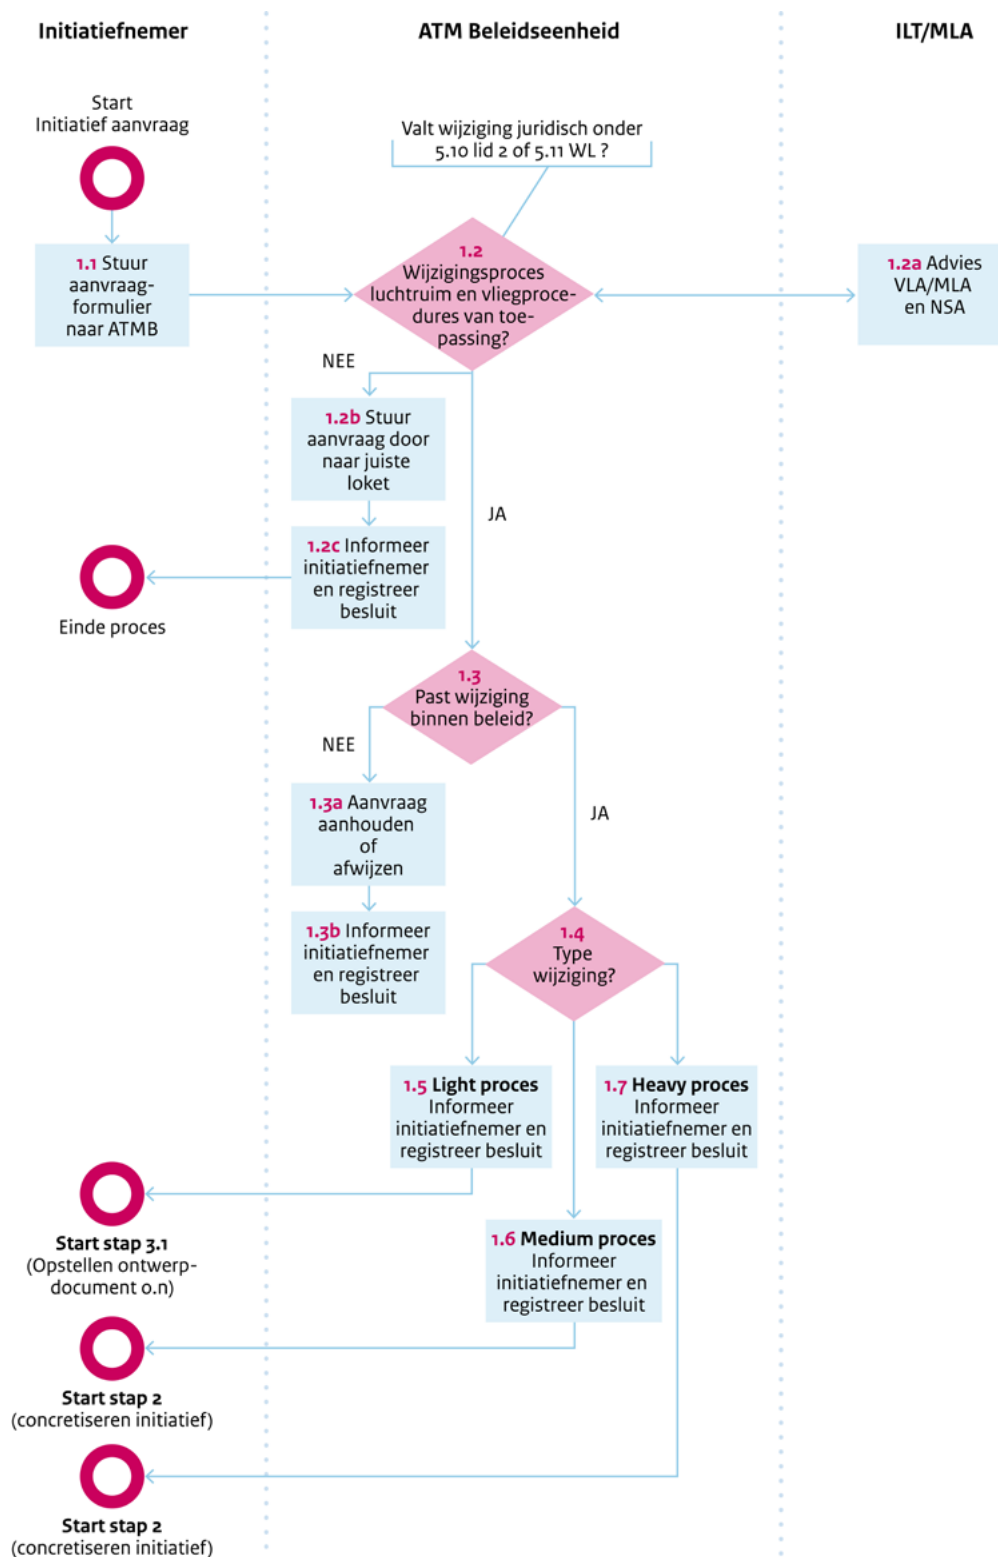 Initiatiefnemer
ATM Beleidseenheid
ILT/MLA
Start
Initiatief aanvraag
Valt wijziging juridisch onder
5.10 lid 2 of 5.11 WL ?
1.1 Stuur
aanvraag-
formulier
naar ATMB
1.2
Wijzigingsproces
luchtruim en vliegproce-
dures van toe-
passing?
1.2a Advies
VLA/MLA
en NSA
NEE
1.2b Stuur
aanvraag door
naar juiste
loket
JA
1.2c Informeer
initiatiefnemer
en registreer
besluit
Einde proces
1.3
Past wijziging
binnen beleid?
NEE
1.3a Aanvraag
aanhouden
of
afwijzen
JA
1.3b Informeer
initiatiefnemer
en registreer
besluit
1.4
Type
wijziging?
1.5 Light proces
Informeer
initiatiefnemer en
registreer besluit
1.7 Heavy proces
Informeer
initiatiefnemer en
registreer besluit
Start stap 3.1
(Opstellen ontwerp-
document o.n)
1.6 Medium proces
Informeer
initiatiefnemer en
registreer besluit
Start stap 2
(concretiseren initiatief)
Start stap 2
(concretiseren initiatief)